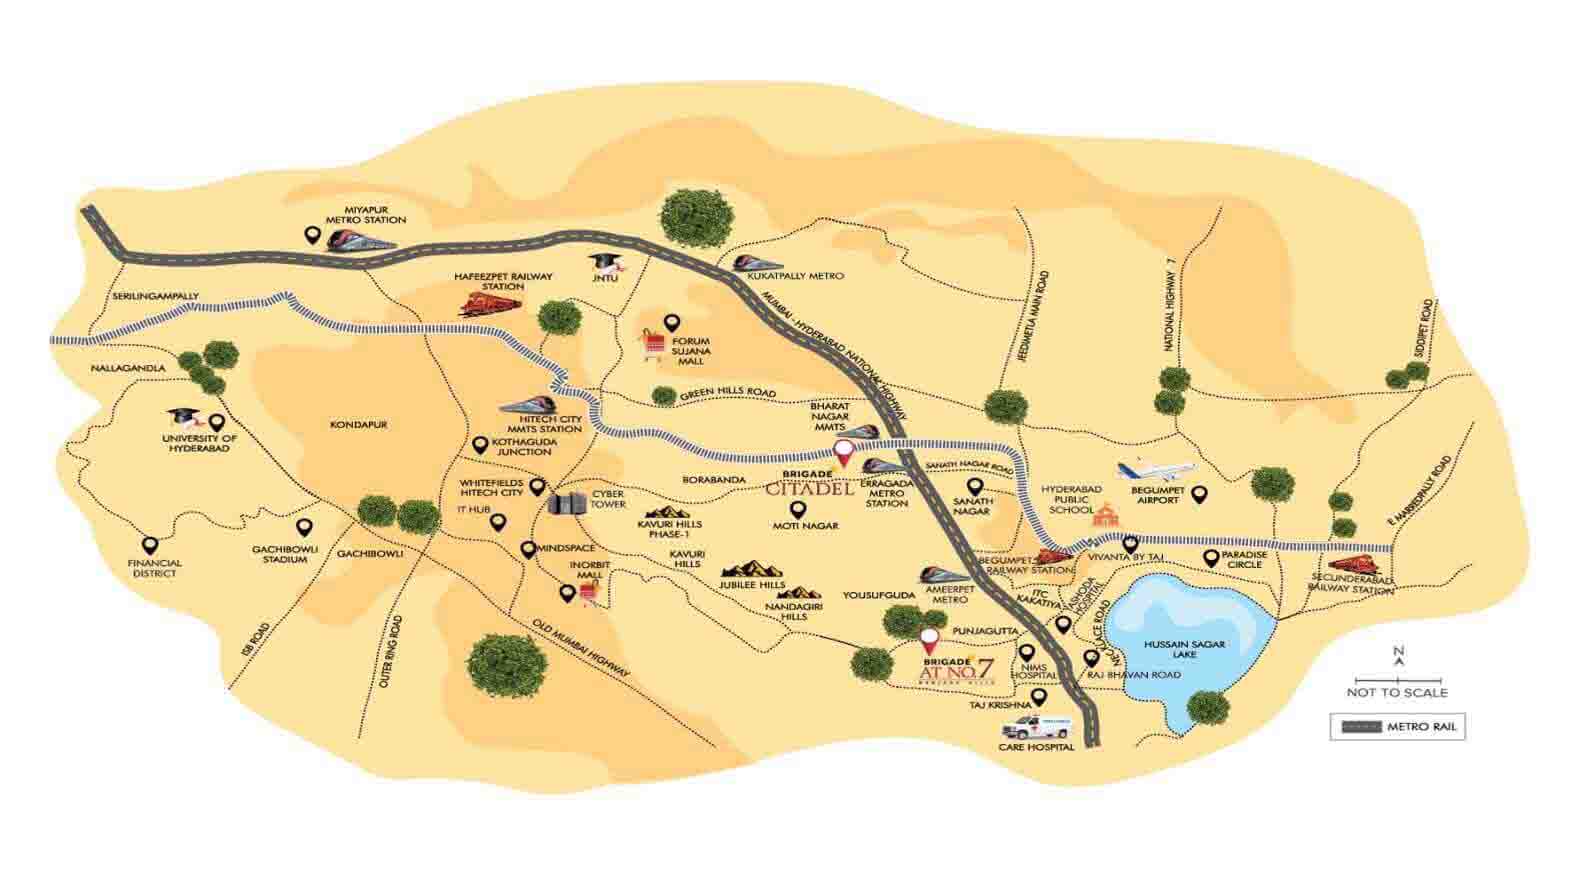 MIYAPUR
METRO STATION
HAFEEZPET RAILWAY
STATION
JNTU
KUKATPALLY METRO
SERILINGAMPALLY
MUMBAI - HYDERABAD NATIONAL HIGHWAY
JEEDIMETLA MAIN ROAD
NATIONAL HIGHWAY 7
SIDDIPET ROAD
FORUM
SUJANA
MALL
NALLAGANDLA
GREEN HILLS ROAD
BHARAT
NAGAR
MMTS
KONDAPUR
HITECH CITY
MMTS STATION
UNIVERSITY OF
HYDERABAD
KOTHAGUDA
JUNCTION
BRIGADE
CITADEL
SANATH NAGAR ROAD
BORABANDA
ERRAGADA
METRO
STATION
WHITEFIELDS
HITECH CITY
CYBER
TOWER
SANATH
NAGAR
HYDERABAD
PUBLIC
SCHOOL
BEGUMPET
AIRPORT
E MARREDPALLY ROAD
IT HUB
KAVURI HILLS
PHASE-1
MOTI NAGAR
MINDSPACE
GACHIBOWLI
STADIUM
GACHIBOWLI
FINANCIAL
DISTRICT
KAVURI
HILLS
INORBIT
MALL
JUBILEE HILLS
BEGUMPET
RAILWAY STATION
VIVANTA BY TAJ
PARADISE
CIRCLE
SECUNDERABAD
RAILWAY STATION
AMEERPET
METRO
YOUSUFGUDA
NANDAGIRI
HILLS
ITC
KAKATIYA
YASHODA
HOSPITAL
NECKLACE ROAD
ISB ROAD
OUTER RING ROAD
OLD MUMBAI HIGHWAY
PUNJAGUTTA
HUSSAIN SAGAR
LAKE
BRIGADE
AT NO.7
BANJARA HILLS
NIMS
HOSPITAL
RAJ BHAVAN ROAD
TAJ KRISHNA
CARE HOSPITAL
N
NOT TO SCALE
METRO RAIL